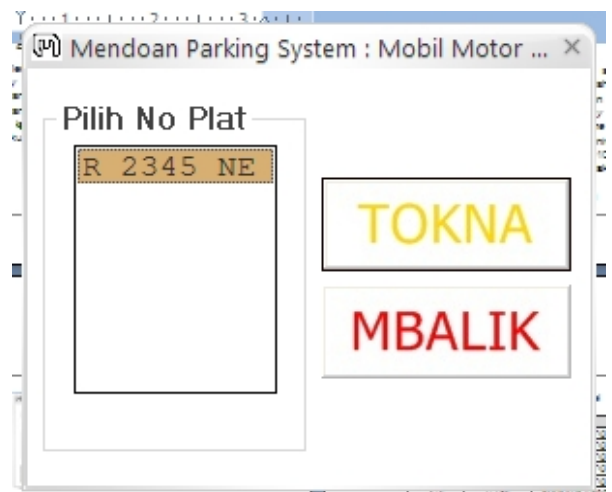 Mendoan Parking System : Mobil Motor ...
Pilih No Plat
R 2345 NE
TOKNA
MBALIK